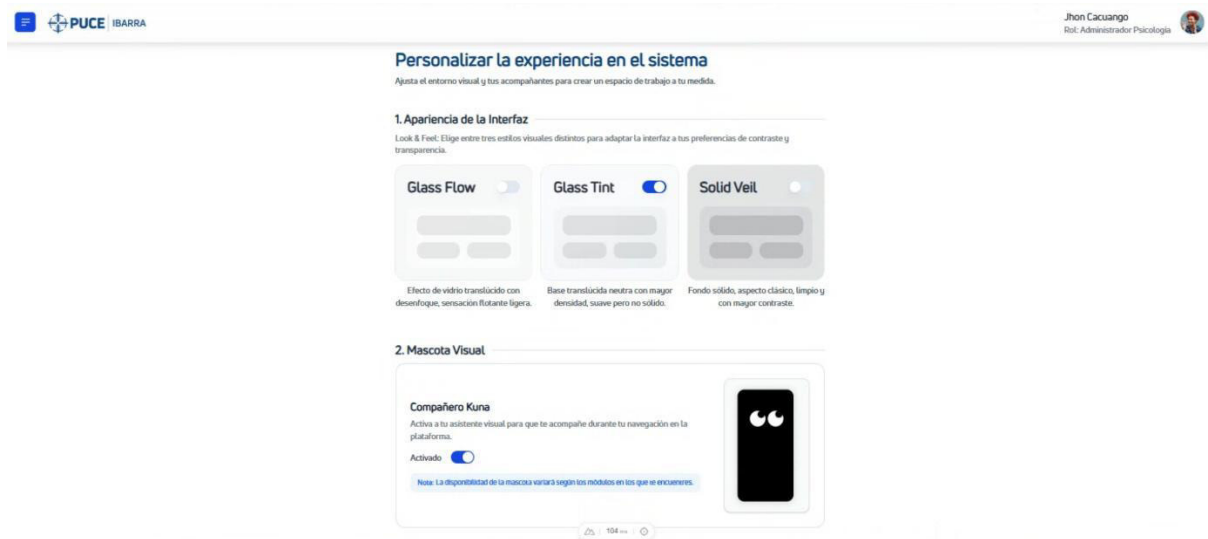 PUCE IBARRA
Jhon Cacuango
Rol: Administrador Psicología
Personalizar la experiencia en el sistema
Ajusta el entorno visual y tus acompañantes para crear un espacio de trabajo a tu medida.
1. Apariencia de la Interfaz
Look & Feel: Elige entre tres estilos visuales distintos para adaptar la interfaz a tus preferencias de contraste y
transparencia.
Glass Flow
Glass Tint
Solid Veil
Efecto de vidrio translúcido con
desenfoque, sensación flotante ligera.
Base translúcida neutra con mayor
densidad, suave pero no sólido.
Fondo sólido, aspecto clásico, limpio y
con mayor contraste.
2. Mascota Visual
Compañero Kuna
Activa a tu asistente visual para que te acompañe durante tu navegación en la
plataforma.
Activado
Nota: La disponibilidad de la mascota variará según los módulos en los que se encuentres.
104 ms